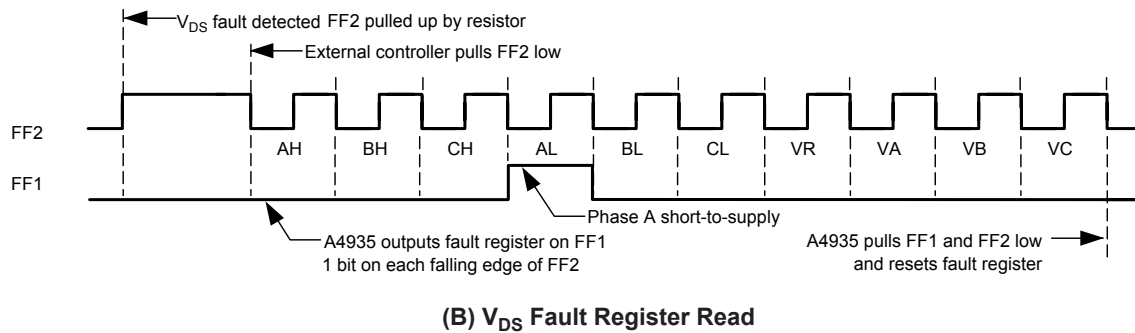 V_DS fault detected FF2 pulled up by resistor
External controller pulls FF2 low
FF2
AH BH CH AL BL CL VR VA VB VC
FF1
Phase A short-to-supply
A4935 outputs fault register on FF1
1 bit on each falling edge of FF2
A4935 pulls FF1 and FF2 low
and resets fault register
(B) V_DS Fault Register Read